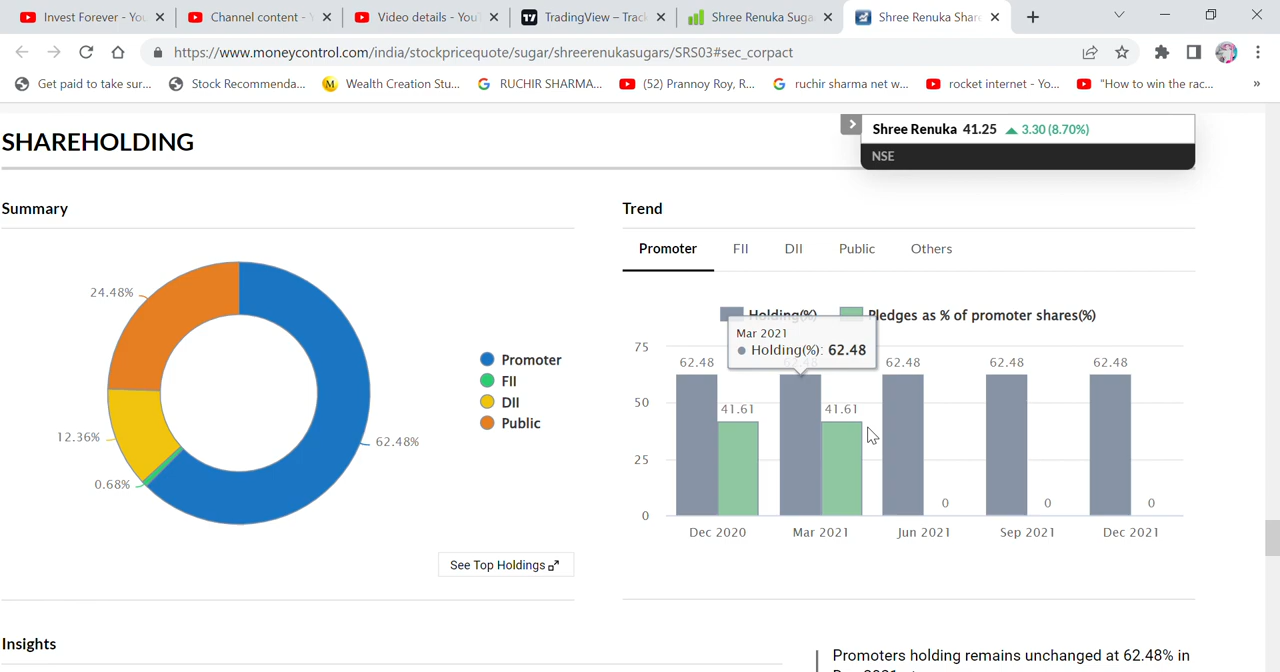 Invest Forever - You
Channel content -
Video details - YouT
TradingView – Track
Shree Renuka Suga
Shree Renuka Share
https://www.moneycontrol.com/india/stockpricequote/sugar/shreerenukasugars/SRS03#sec_corpact
Get paid to take sur...
Stock Recommenda...
M
Wealth Creation Stu...
RUCHIR SHARMA...
(52) Prannoy Roy, R...
ruchir sharma net w...
rocket internet - Yo...
"How to win the rac...
»
SHAREHOLDING
Shree Renuka 41.25 3.30 (8.70%)
NSE
Summary
24.48%
12.36%
0.68%
62.48%
Promoter
FII
DII
Public
See Top Holdings
Trend
Promoter FII DII Public Others
Holding(%) Pledges as % of promoter shares(%)
Mar 2021
Holding(%): 62.48
75
50
25
0
62.48 62.48 62.48 62.48
41.61 41.61
0 0 0
Dec 2020 Mar 2021 Jun 2021 Sep 2021 Dec 2021
Insights
Promoters holding remains unchanged at 62.48% in